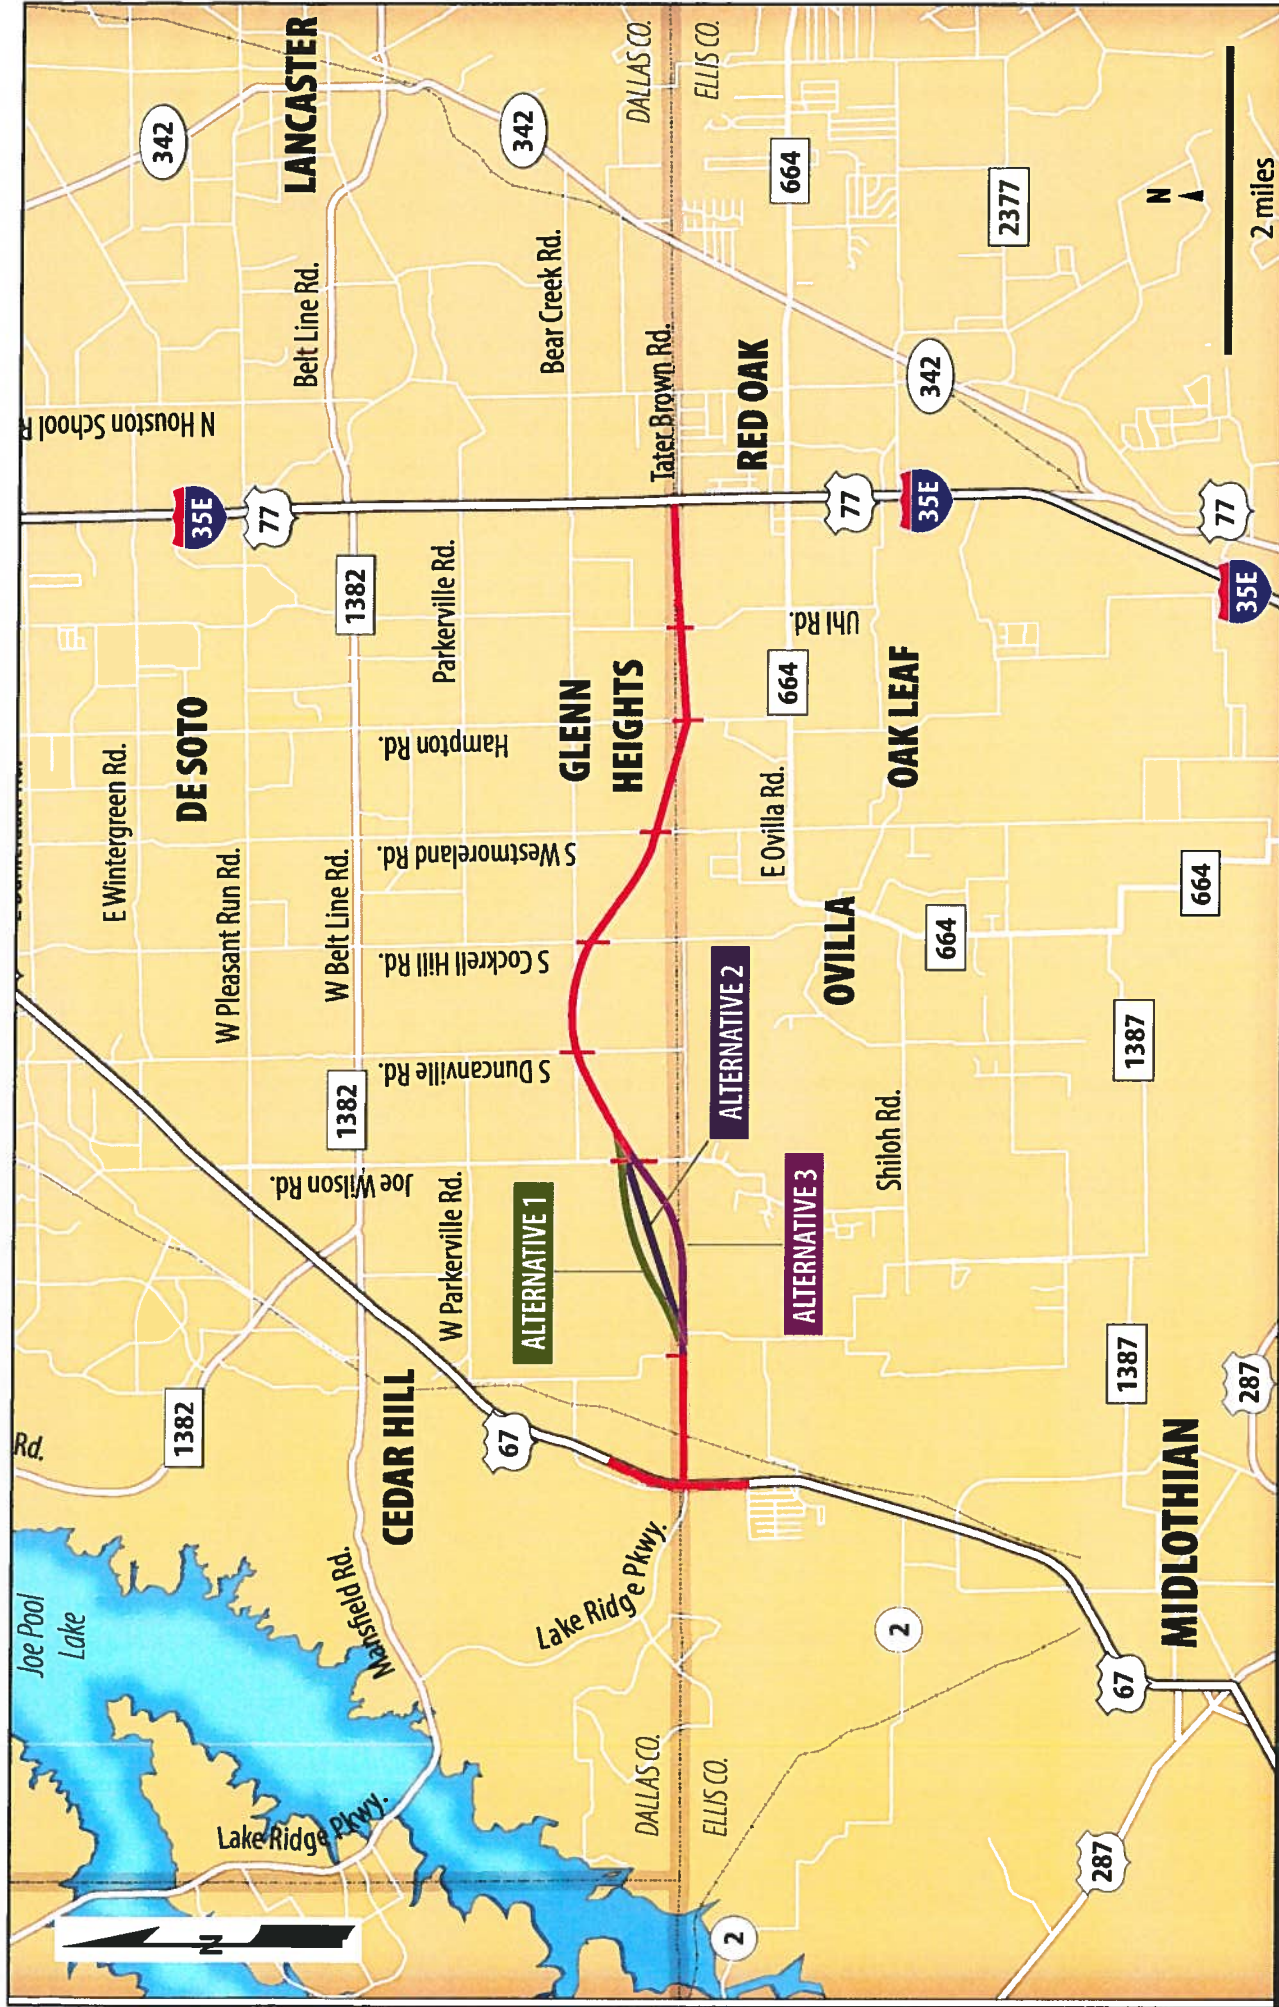 Joe Pool
Lake
Rd.
1382
E Wintergreen Rd.
DE SOTO
35E
77
N Houston School R
342
LANCASTER
W Pleasant Run Rd.
Lake Ridge Pkwy.
Mansfield Rd.
CEDAR HILL
Joe Wilson Rd.
1382
W Belt Line Rd.
1382
Belt Line Rd.
W Parkerville Rd.
S Duncanville Rd.
S Cockrell Hill Rd.
S Westmoreland Rd.
Hampton Rd.
Parkerville Rd.
67
ALTERNATIVE 1
GLENN
HEIGHTS
Bear Creek Rd.
342
Lake Ridge Pkwy.
DALLAS CO.
ELLIS CO.
Tater Brown Rd.
DALLAS CO.
ELLIS CO.
ALTERNATIVE 2
ALTERNATIVE 3
E Ovilla Rd.
664
Uhl Rd.
RED OAK
664
2
OVILLA
OAK LEAF
77
35E
342
2377
2
Shiloh Rd.
664
67
MIDLOTHIAN
1387
1387
664
287
287
35E
77
N
N
2 miles